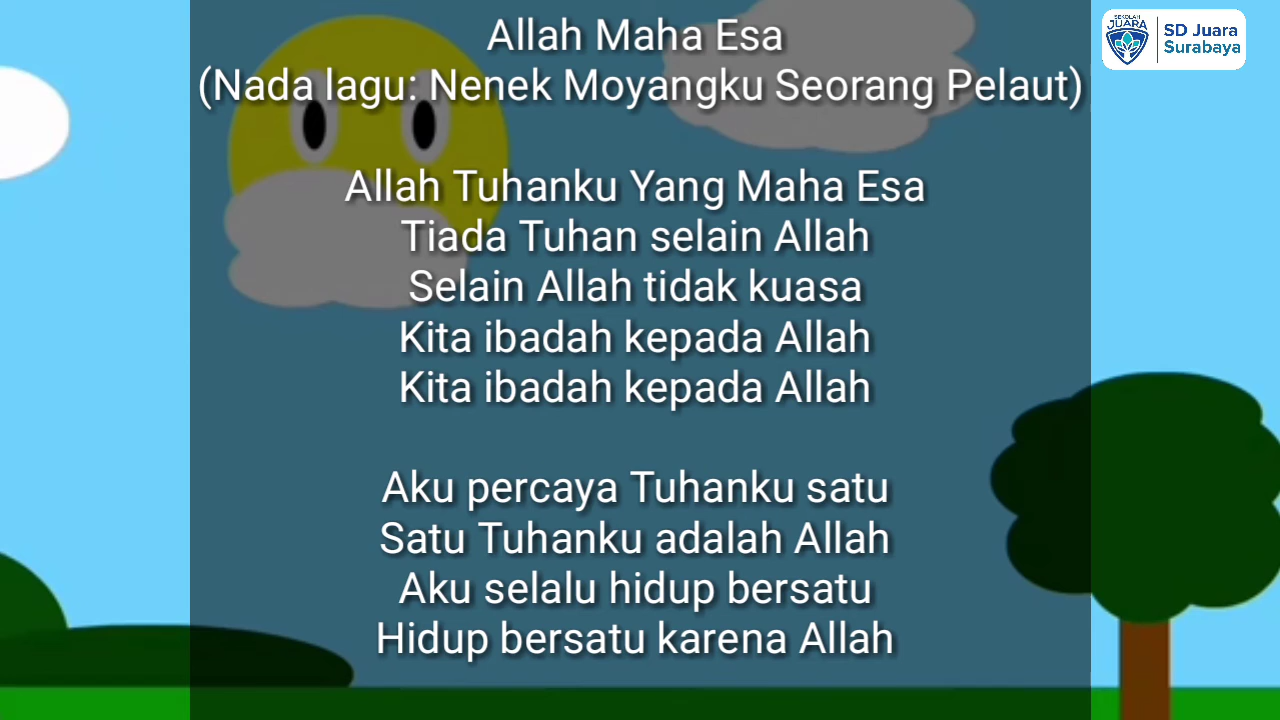 Allah Maha Esa
(Nada lagu: Nenek Moyangku Seorang Pelaut)
Allah Tuhanku Yang Maha Esa
Tiada Tuhan selain Allah
Selain Allah tidak kuasa
Kita ibadah kepada Allah
Kita ibadah kepada Allah
Aku percaya Tuhanku satu
Satu Tuhanku adalah Allah
Aku selalu hidup bersatu
Hidup bersatu karena Allah
SEKOLAH
JUARA
SD Juara
Surabaya